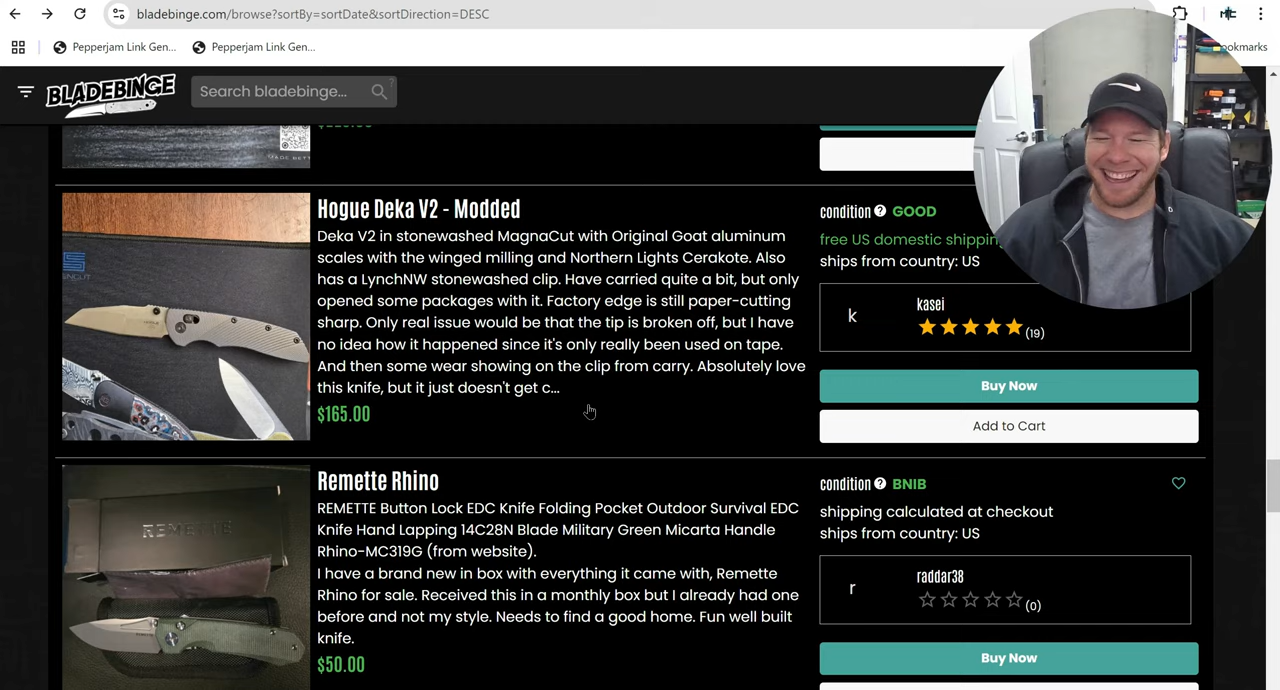 bladebinge.com/browse?sortBy=sortDate&sortDirection=DESC
Pepperjam Link Gen...
Pepperjam Link Gen...
ookmarks
BLADEBINGE
Search bladebinge...
?
Hogue Deka V2 - Modded
Deka V2 in stonewashed MagnaCut with Original Goat aluminum
scales with the winged milling and Northern Lights Cerakote. Also
has a LynchNW stonewashed clip. Have carried quite a bit, but only
opened some packages with it. Factory edge is still paper-cutting
sharp. Only real issue would be that the tip is broken off, but I have
no idea how it happened since it's only really been used on tape.
And then some wear showing on the clip from carry. Absolutely love
this knife, but it just doesn't get c...
$165.00
condition ? GOOD
free US domestic shipping
ships from country: US
k
kasei
(19)
Buy Now
Add to Cart
Remette Rhino
REMETTE Button Lock EDC Knife Folding Pocket Outdoor Survival EDC
Knife Hand Lapping 14C28N Blade Military Green Micarta Handle
Rhino-MC319G (from website).
I have a brand new in box with everything it came with, Remette
Rhino for sale. Received this in a monthly box but I already had one
before and not my style. Needs to find a good home. Fun well built
knife.
$50.00
REMETTE
condition ? BNIB
shipping calculated at checkout
ships from country: US
r
raddar38
(0)
Buy Now